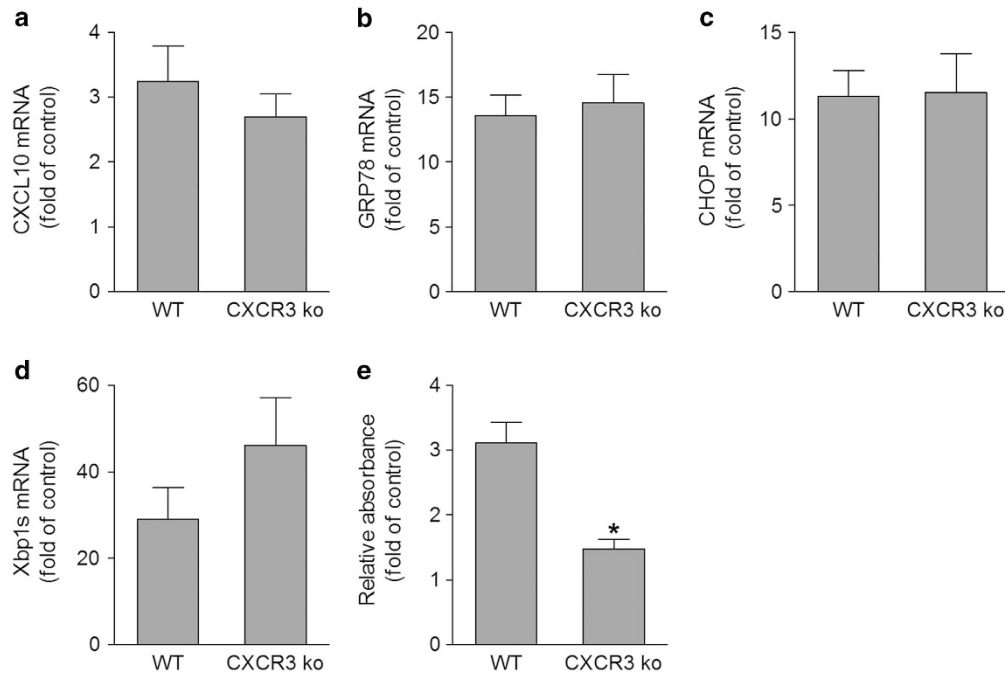 a
CXCL10 mRNA
(fold of control)
4
3
2
1
0
WT CXCR3 ko
b
GRP78 mRNA
(fold of control)
20
15
10
5
0
WT CXCR3 ko
c
CHOP mRNA
(fold of control)
15
10
5
0
WT CXCR3 ko
d
Xbp1s mRNA
(fold of control)
60
40
20
0
WT CXCR3 ko
e
Relative absorbance
(fold of control)
4
3
2
1
0
*
WT CXCR3 ko